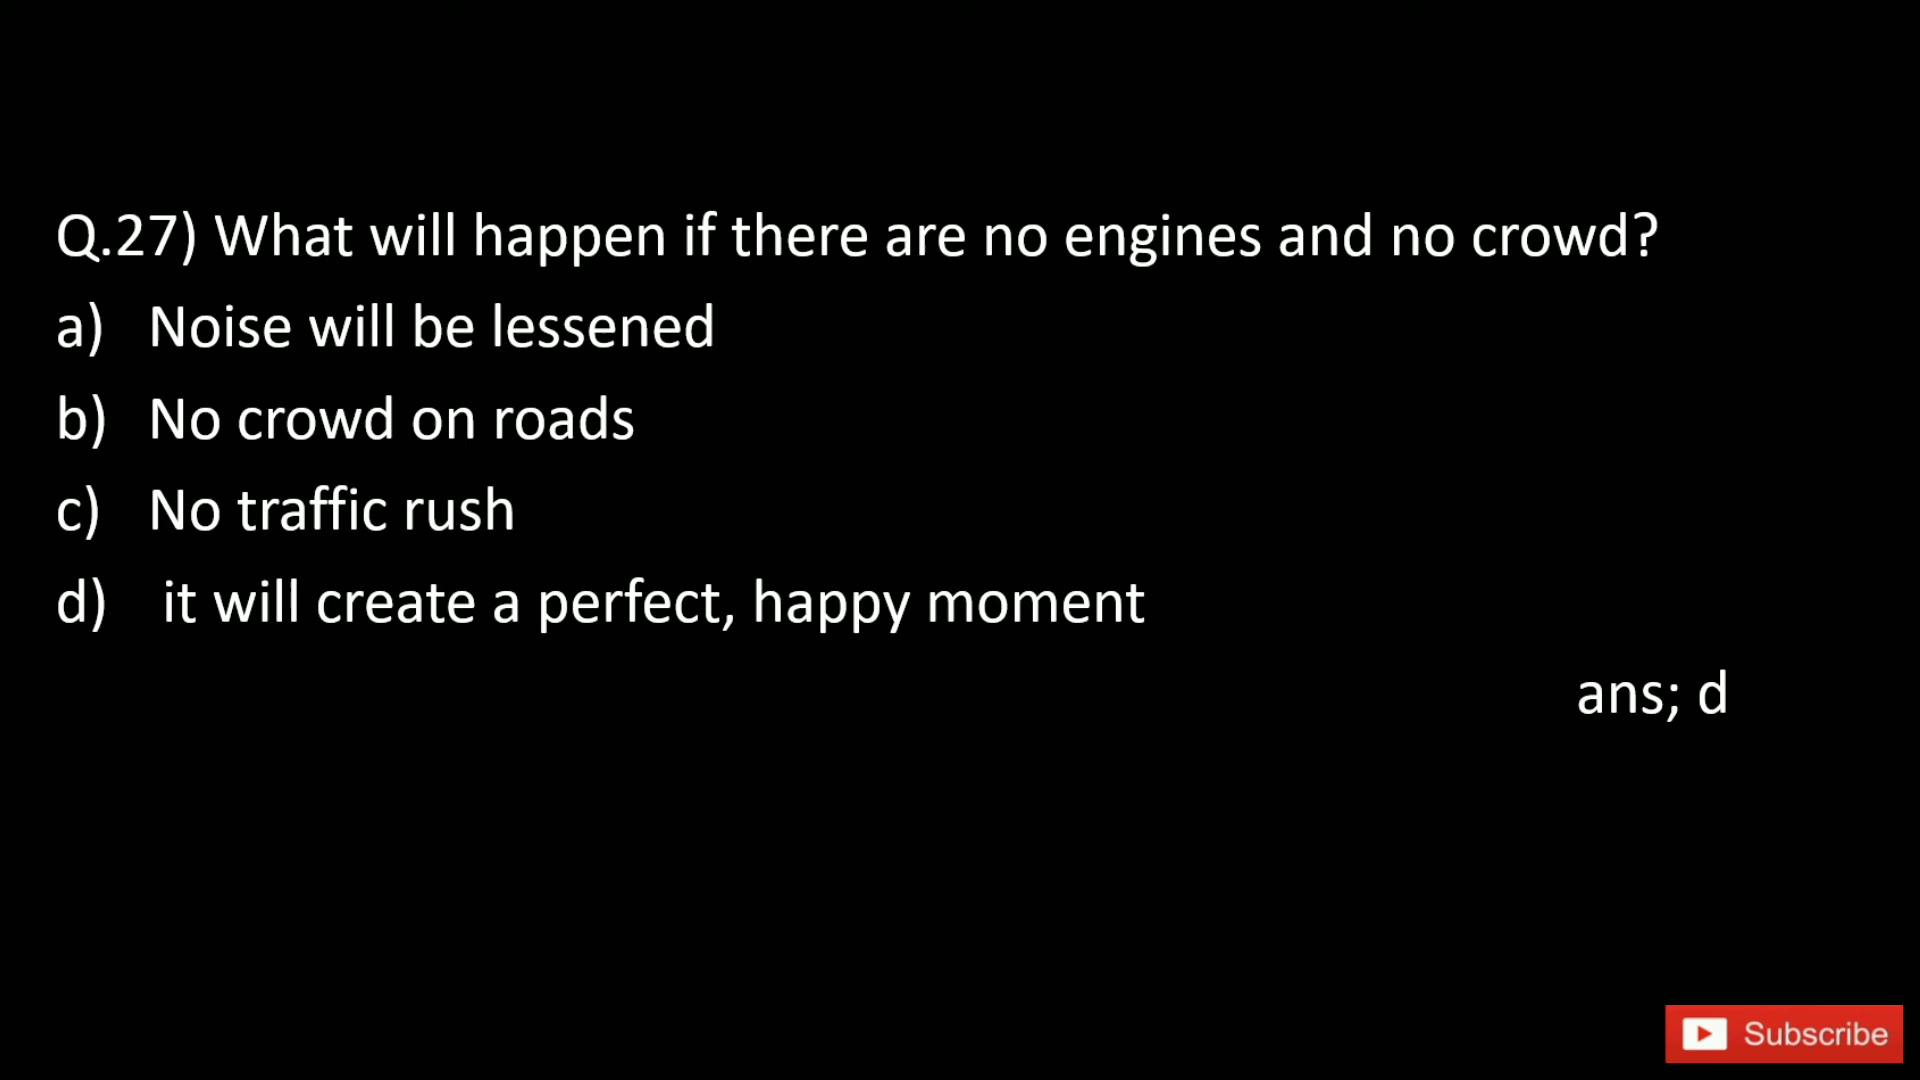 Q.27) What will happen if there are no engines and no crowd?
a) Noise will be lessened
b) No crowd on roads
c) No traffic rush
d) it will create a perfect, happy moment
ans; d
Subscribe